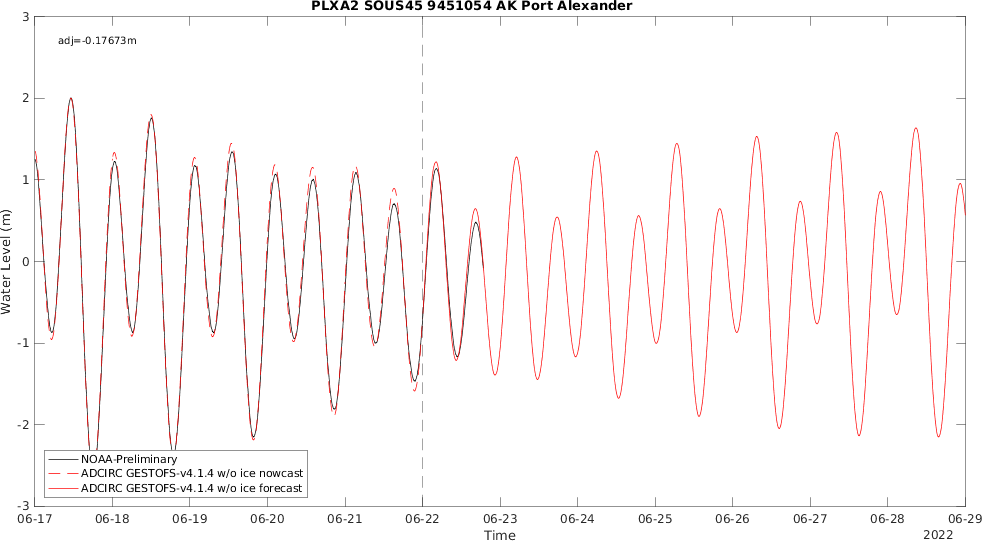 PLXA2 SOUS45 9451054 AK Port Alexander
adj=-0.17673m
3
2
1
0
-1
-2
-3
Water Level (m)
NOAA-Preliminary
ADCIRC GESTOFS-v4.1.4 w/o ice nowcast
ADCIRC GESTOFS-v4.1.4 w/o ice forecast
06-17 06-18 06-19 06-20 06-21 06-22 06-23 06-24 06-25 06-26 06-27 06-28 06-29
Time
2022